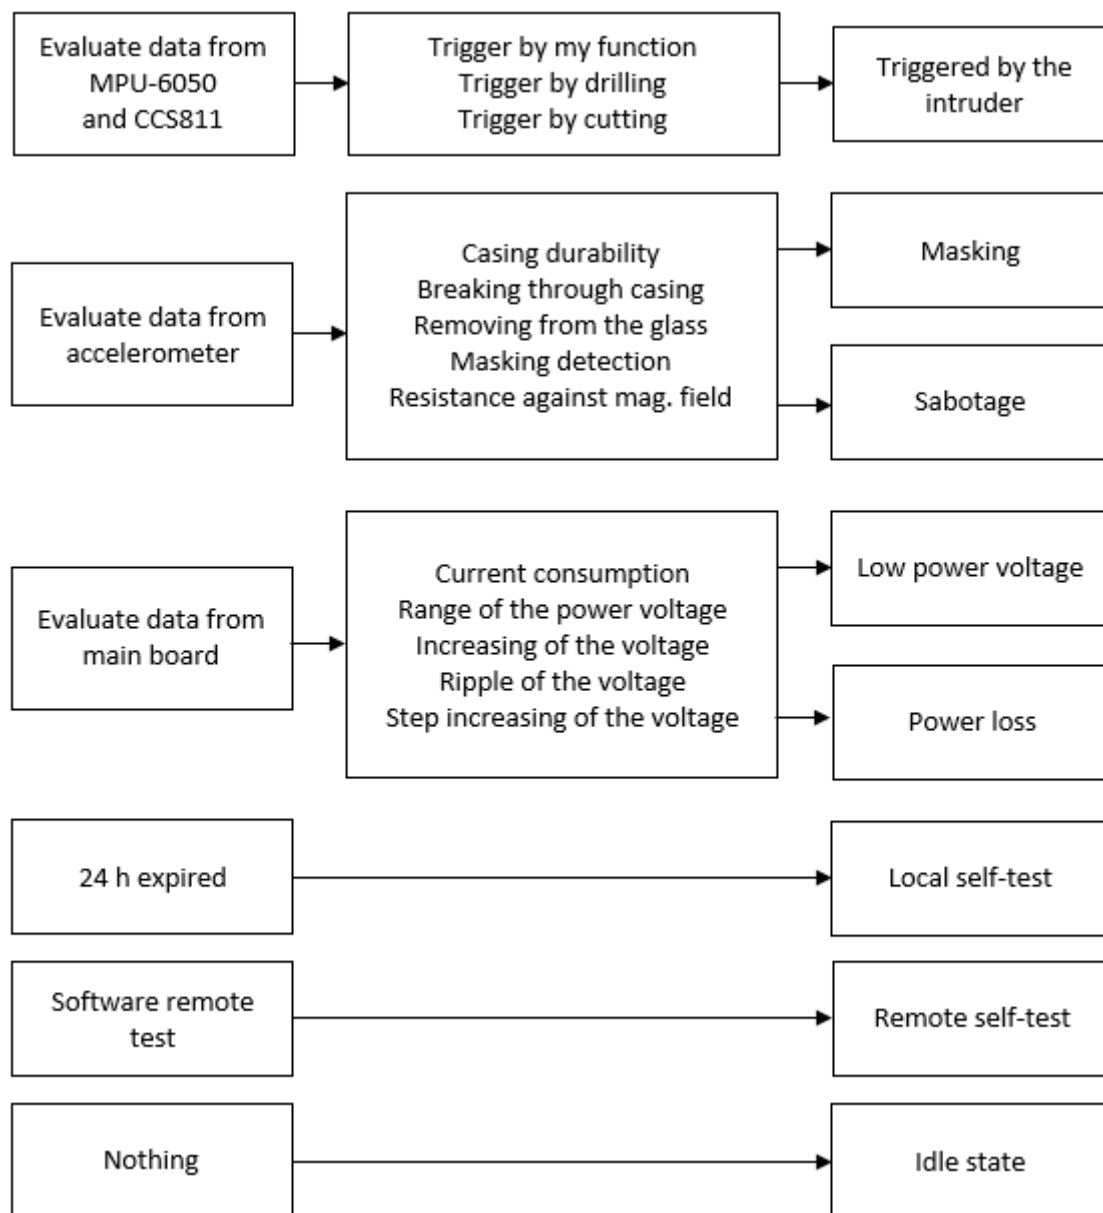 Evaluate data from
MPU-6050
and CCS811
Trigger by my function
Trigger by drilling
Trigger by cutting
Triggered by the
intruder
Evaluate data from
accelerometer
Casing durability
Breaking through casing
Removing from the glass
Masking detection
Resistance against mag. field
Masking
Sabotage
Evaluate data from
main board
Current consumption
Range of the power voltage
Increasing of the voltage
Ripple of the voltage
Step increasing of the voltage
Low power voltage
Power loss
24 h expired
Local self-test
Software remote
test
Remote self-test
Nothing
Idle state